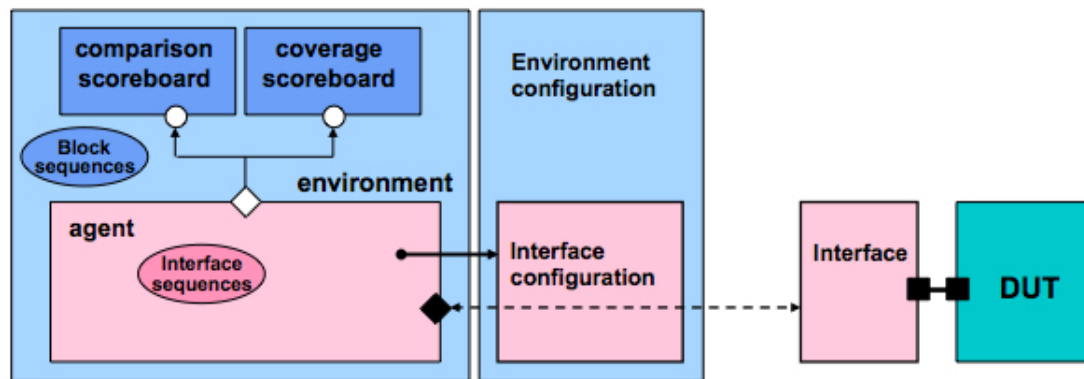 comparison
scoreboard
coverage
scoreboard
Environment
configuration
Block
sequences
environment
agent
Interface
sequences
Interface
configuration
Interface
DUT